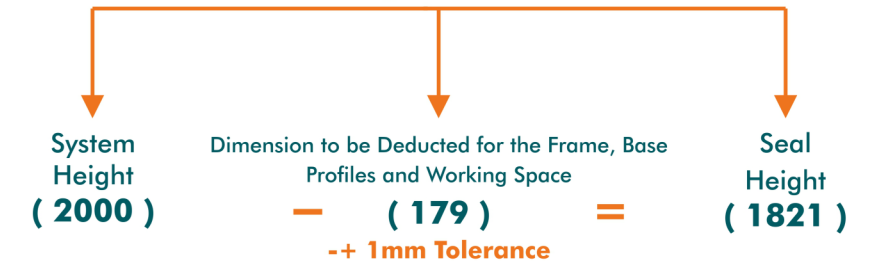 System
Height
( 2000 )
–
Dimension to be Deducted for the Frame, Base
Profiles and Working Space
( 179 )
-+ 1mm Tolerance
=
Seal
Height
( 1821 )